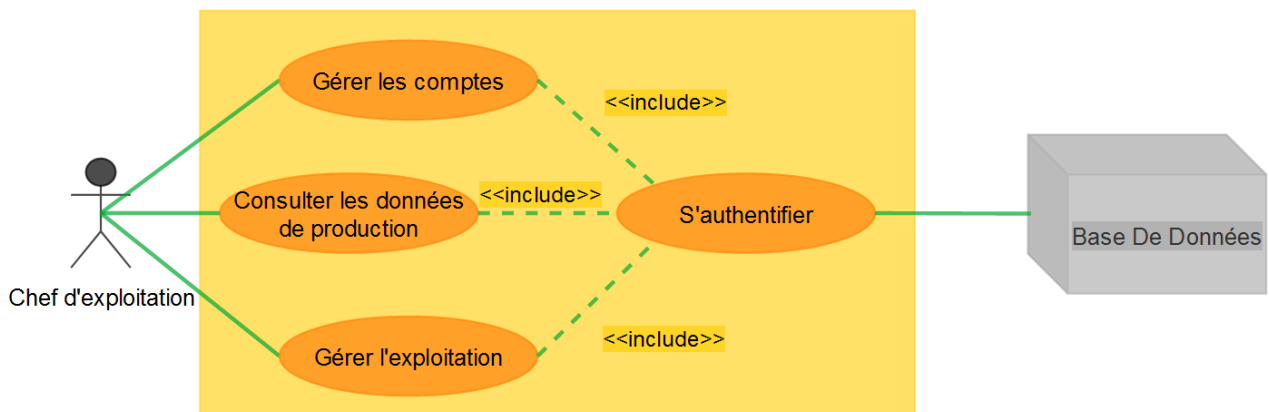 Gérer les comptes
<<include>>
Chef d'exploitation
Consulter les données
de production
<<include>>
S'authentifier
Base De Données
Gérer l'exploitation
<<include>>